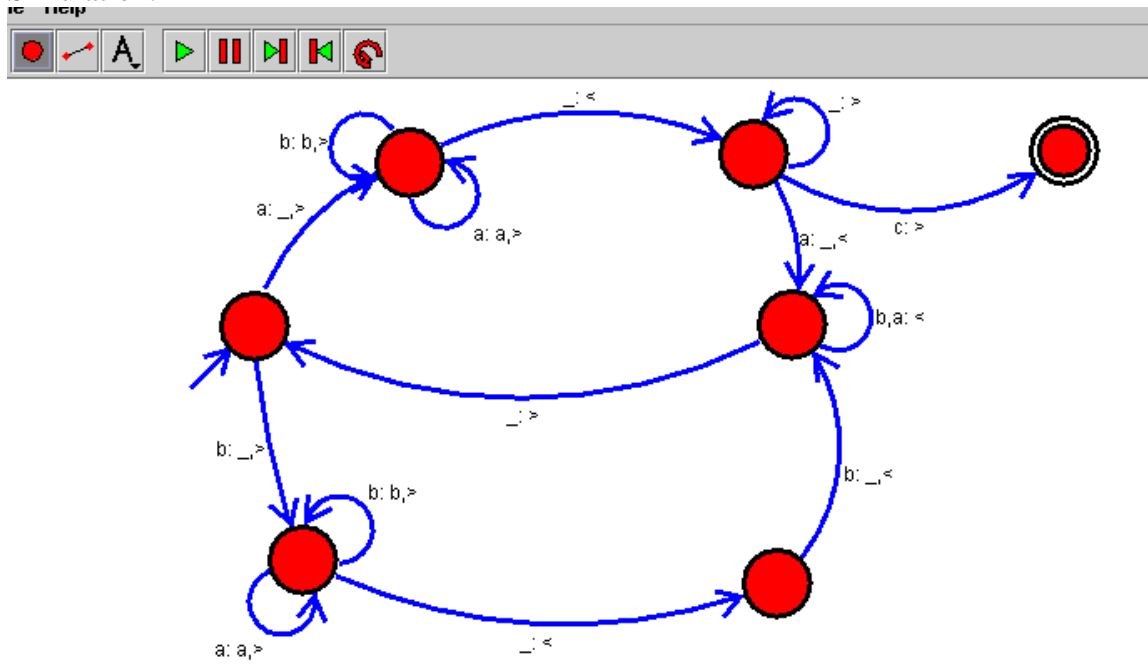 Help
A
_: <
_: >
b: b,>
a: _,>
a: a,>
c: >
a: _,<
b,a: <
_: >
b: _,>
b: b,>
b: _,<
a: a,>
_: <